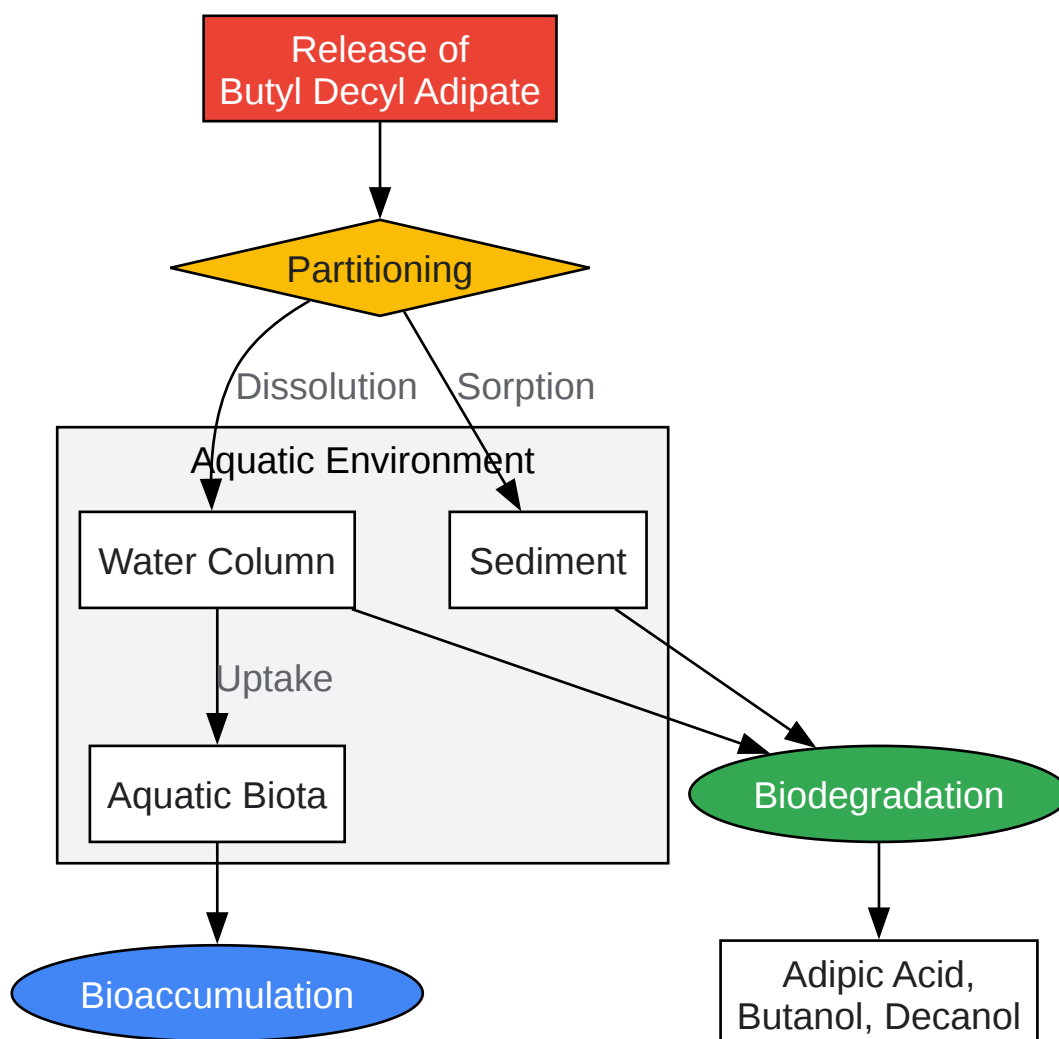 Release of
Butyl Decyl Adipate
Partitioning
Dissolution
Sorption
Aquatic Environment
Water Column
Sediment
Uptake
Aquatic Biota
Biodegradation
Bioaccumulation
Adipic Acid,
Butanol, Decanol